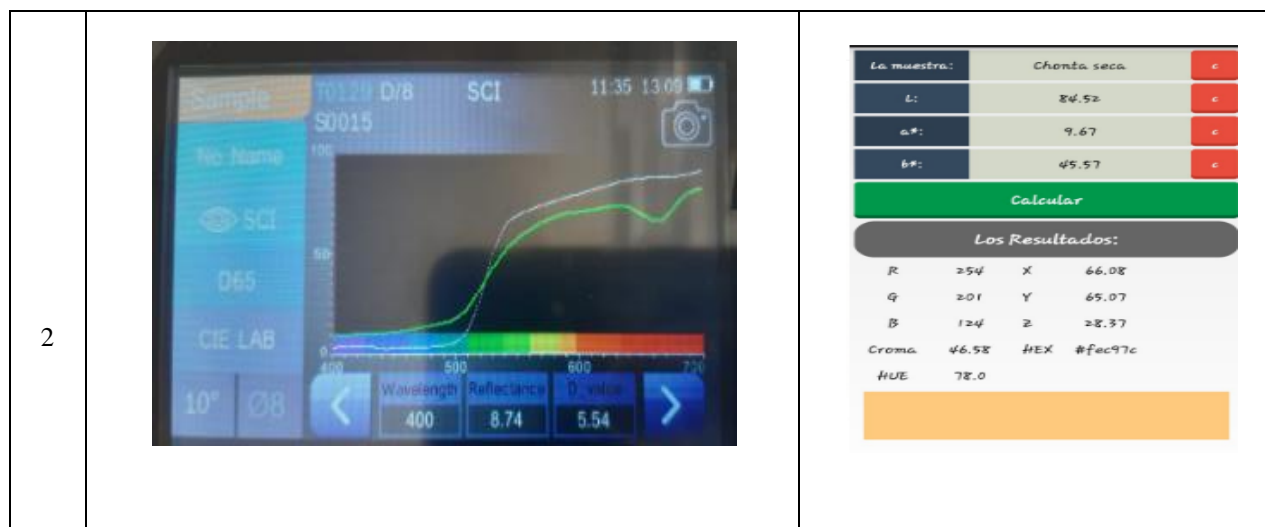 2
Sample
T0129 D/8 SCI 11:35 13.09
S0015
No Name
SCI
D65
CIE LAB
10° Ø8
100
50
0
400 500 600 700
Wavelength Reflectance
400 8.74 5.54
La muestra: Chonta seca c
L: 84.52 c
a*: 9.67 c
b*: 45.57 c
Calcular
Los Resultados:
R 254 X 66.08
G 201 Y 65.07
B 124 Z 28.37
Croma 46.58 HEX #fec97c
HUE 78.0